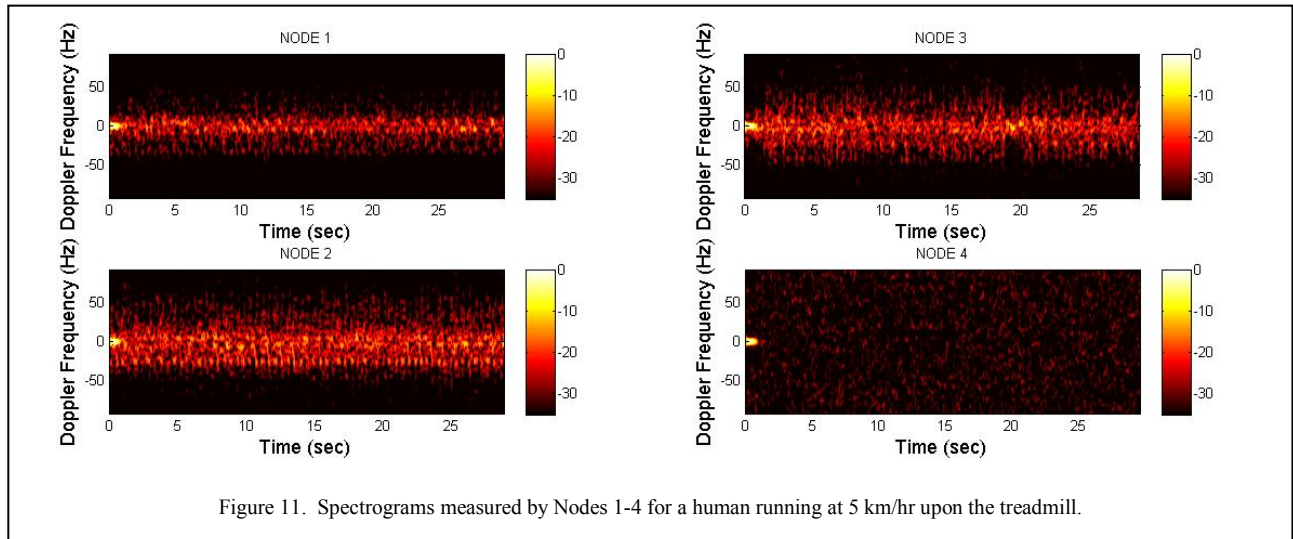 NODE 1
Doppler Frequency (Hz)
50
0
-50
0 5 10 15 20 25
Time (sec)
0
-10
-20
-30
NODE 3
Doppler Frequency (Hz)
50
0
-50
0 5 10 15 20 25
Time (sec)
0
-10
-20
-30
NODE 2
Doppler Frequency (Hz)
50
0
-50
0 5 10 15 20 25
Time (sec)
0
-10
-20
-30
NODE 4
Doppler Frequency (Hz)
50
0
-50
0 5 10 15 20 25
Time (sec)
0
-10
-20
-30
Figure 11. Spectrograms measured by Nodes 1-4 for a human running at 5 km/hr upon the treadmill.